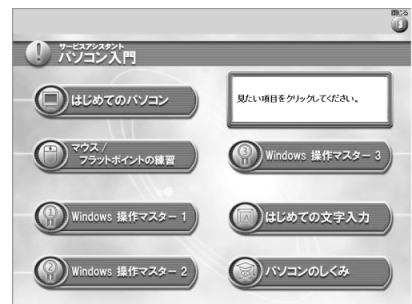 閉じる
サービスアシスタント
パソコン入門
はじめてのパソコン
マウス/
フラットポイントの練習
Windows 操作マスター 1
Windows 操作マスター 2
見たい項目をクリックしてください。
Windows 操作マスター 3
はじめての文字入力
パソコンのしくみ